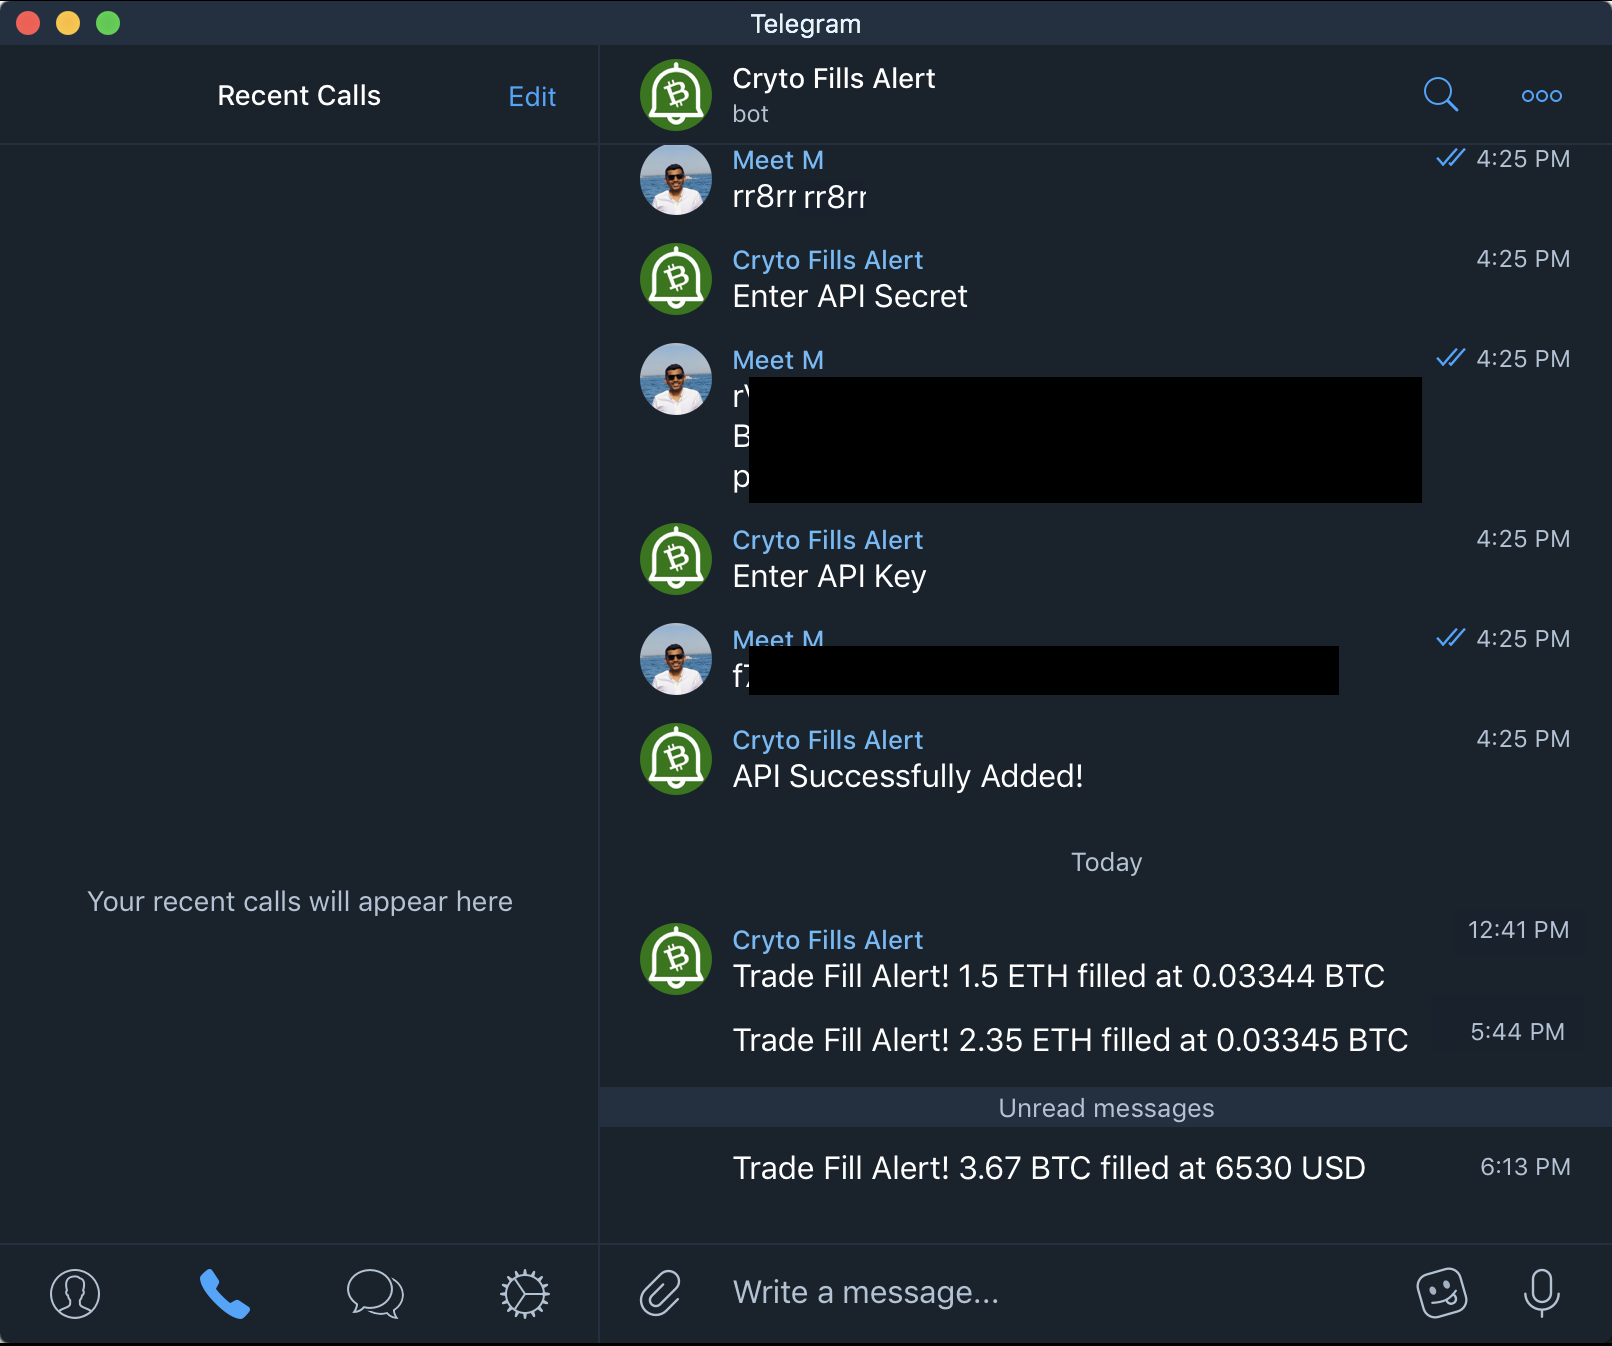 Telegram
Recent Calls
Edit
Your recent calls will appear here
Cryto Fills Alert
bot
Meet M
4:25 PM
rr8rr rr8rr
Cryto Fills Alert
4:25 PM
Enter API Secret
Meet M
4:25 PM
B
p
Cryto Fills Alert
4:25 PM
Enter API Key
Meet M
4:25 PM
Cryto Fills Alert
4:25 PM
API Successfully Added!
Today
Cryto Fills Alert
12:41 PM
Trade Fill Alert! 1.5 ETH filled at 0.03344 BTC
Trade Fill Alert! 2.35 ETH filled at 0.03345 BTC
5:44 PM
Unread messages
Trade Fill Alert! 3.67 BTC filled at 6530 USD
6:13 PM
Write a message...